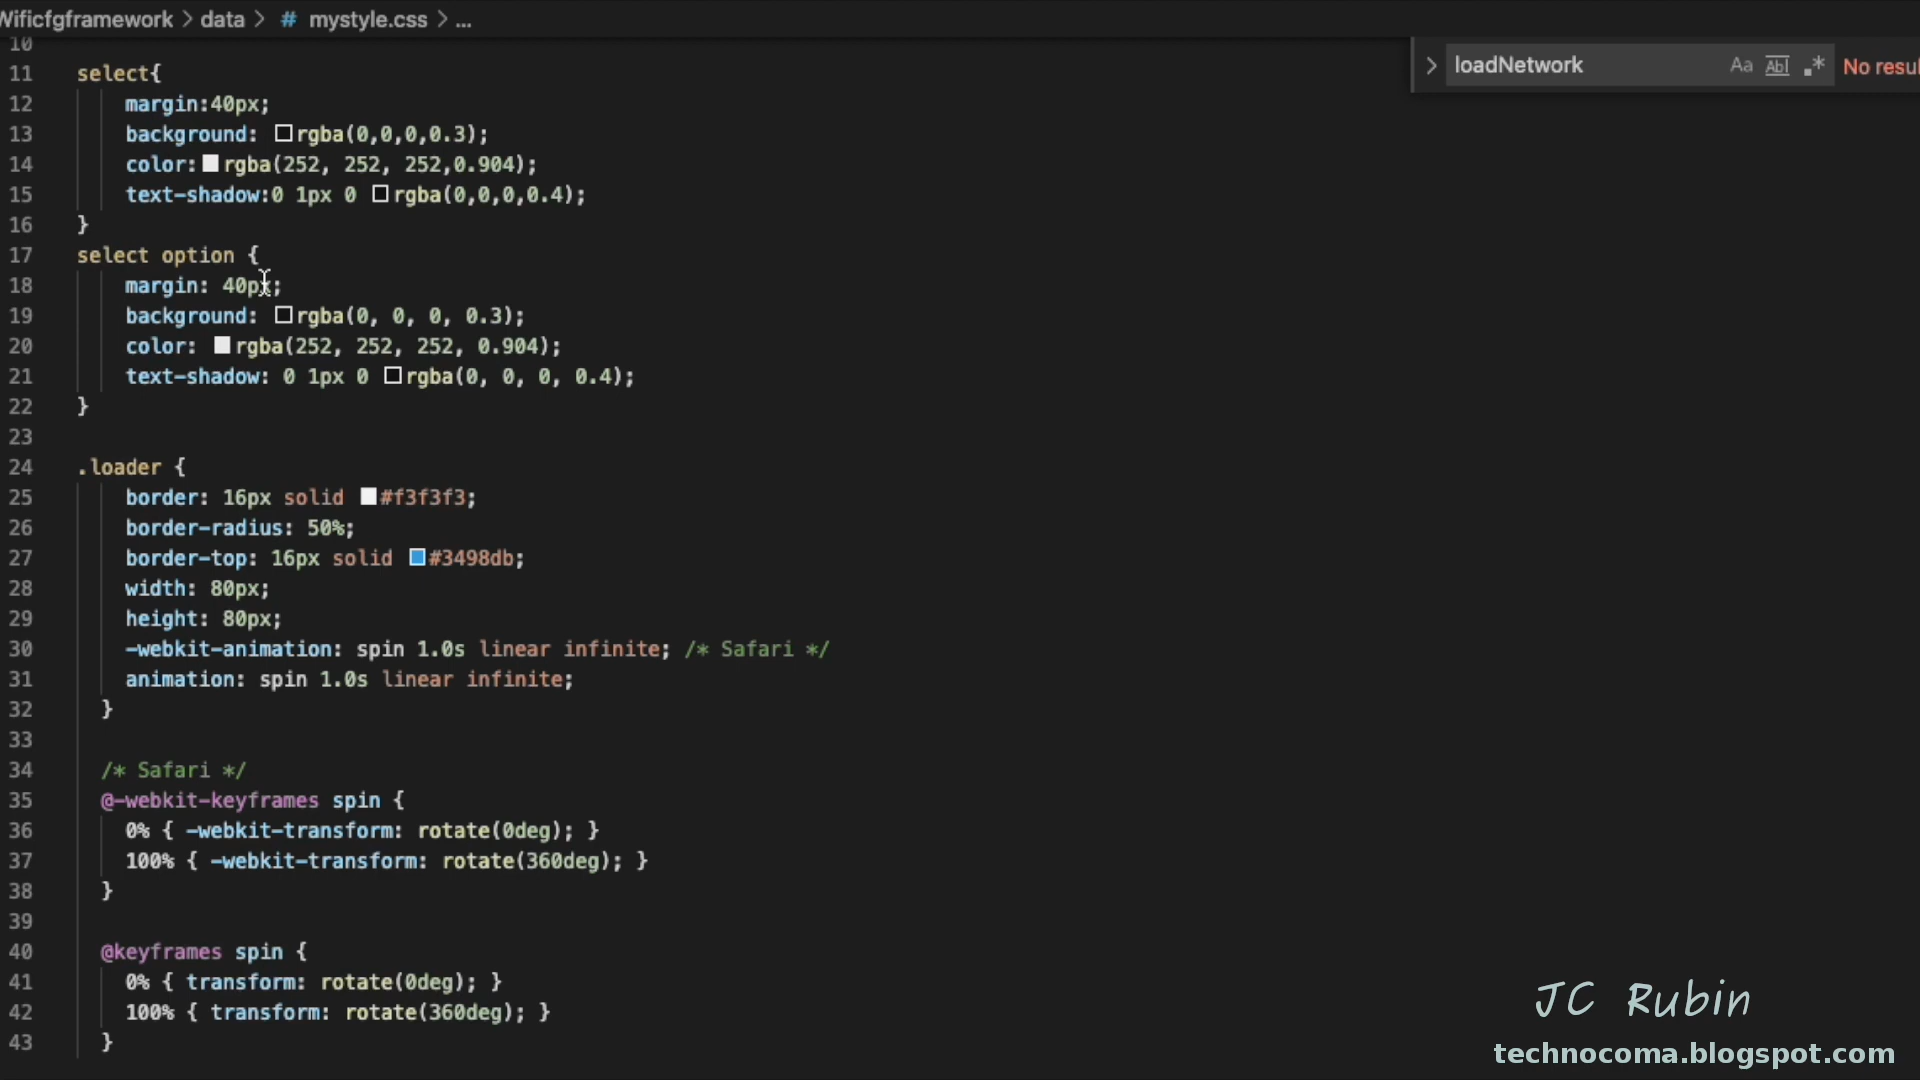 Wificfgframework > data > # mystyle.css > ...
loadNetwork Aa Abl .* No resul
10
11 select{
12 margin:40px;
13 background: rgba(0,0,0,0.3);
14 color: rgba(252, 252, 252,0.904);
15 text-shadow:0 1px 0 rgba(0,0,0,0.4);
16 }
17 select option {
18 margin: 40px;
19 background: rgba(0, 0, 0, 0.3);
20 color: rgba(252, 252, 252, 0.904);
21 text-shadow: 0 1px 0 rgba(0, 0, 0, 0.4);
22 }
23
24 .loader {
25 border: 16px solid #f3f3f3;
26 border-radius: 50%;
27 border-top: 16px solid #3498db;
28 width: 80px;
29 height: 80px;
30 -webkit-animation: spin 1.0s linear infinite; /* Safari */
31 animation: spin 1.0s linear infinite;
32 }
33
34 /* Safari */
35 @-webkit-keyframes spin {
36 0% { -webkit-transform: rotate(0deg); }
37 100% { -webkit-transform: rotate(360deg); }
38 }
39
40 @keyframes spin {
41 0% { transform: rotate(0deg); }
42 100% { transform: rotate(360deg); }
43 }
JC Rubin
technocoma.blogspot.com